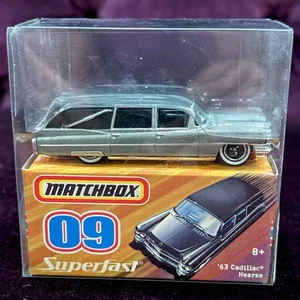 MATCHBOX
09
Superfast
8+
'63 Cadillac®
Hearse